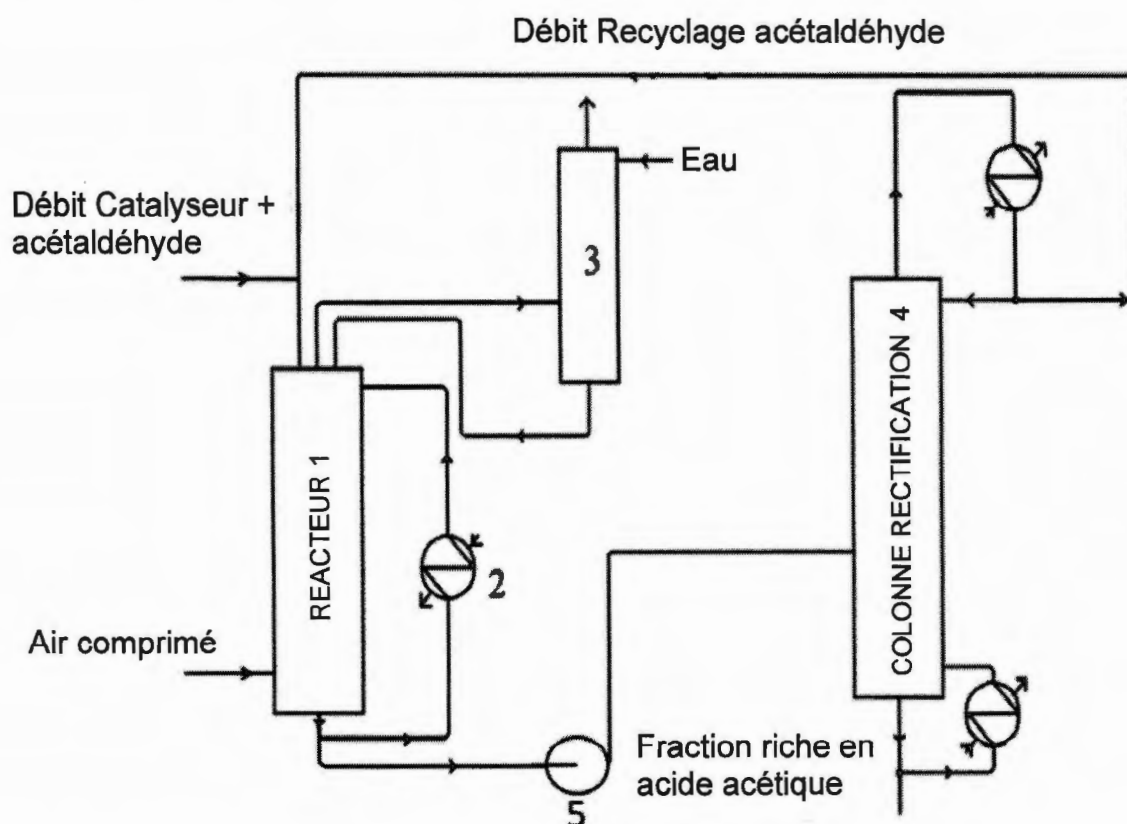 Débit Recyclage acétaldéhyde
Eau
Débit Catalyseur +
acétaldéhyde
3
REACTEUR 1
COLONNE RECTIFICATION 4
2
Air comprimé
Fraction riche en
acide acétique
5